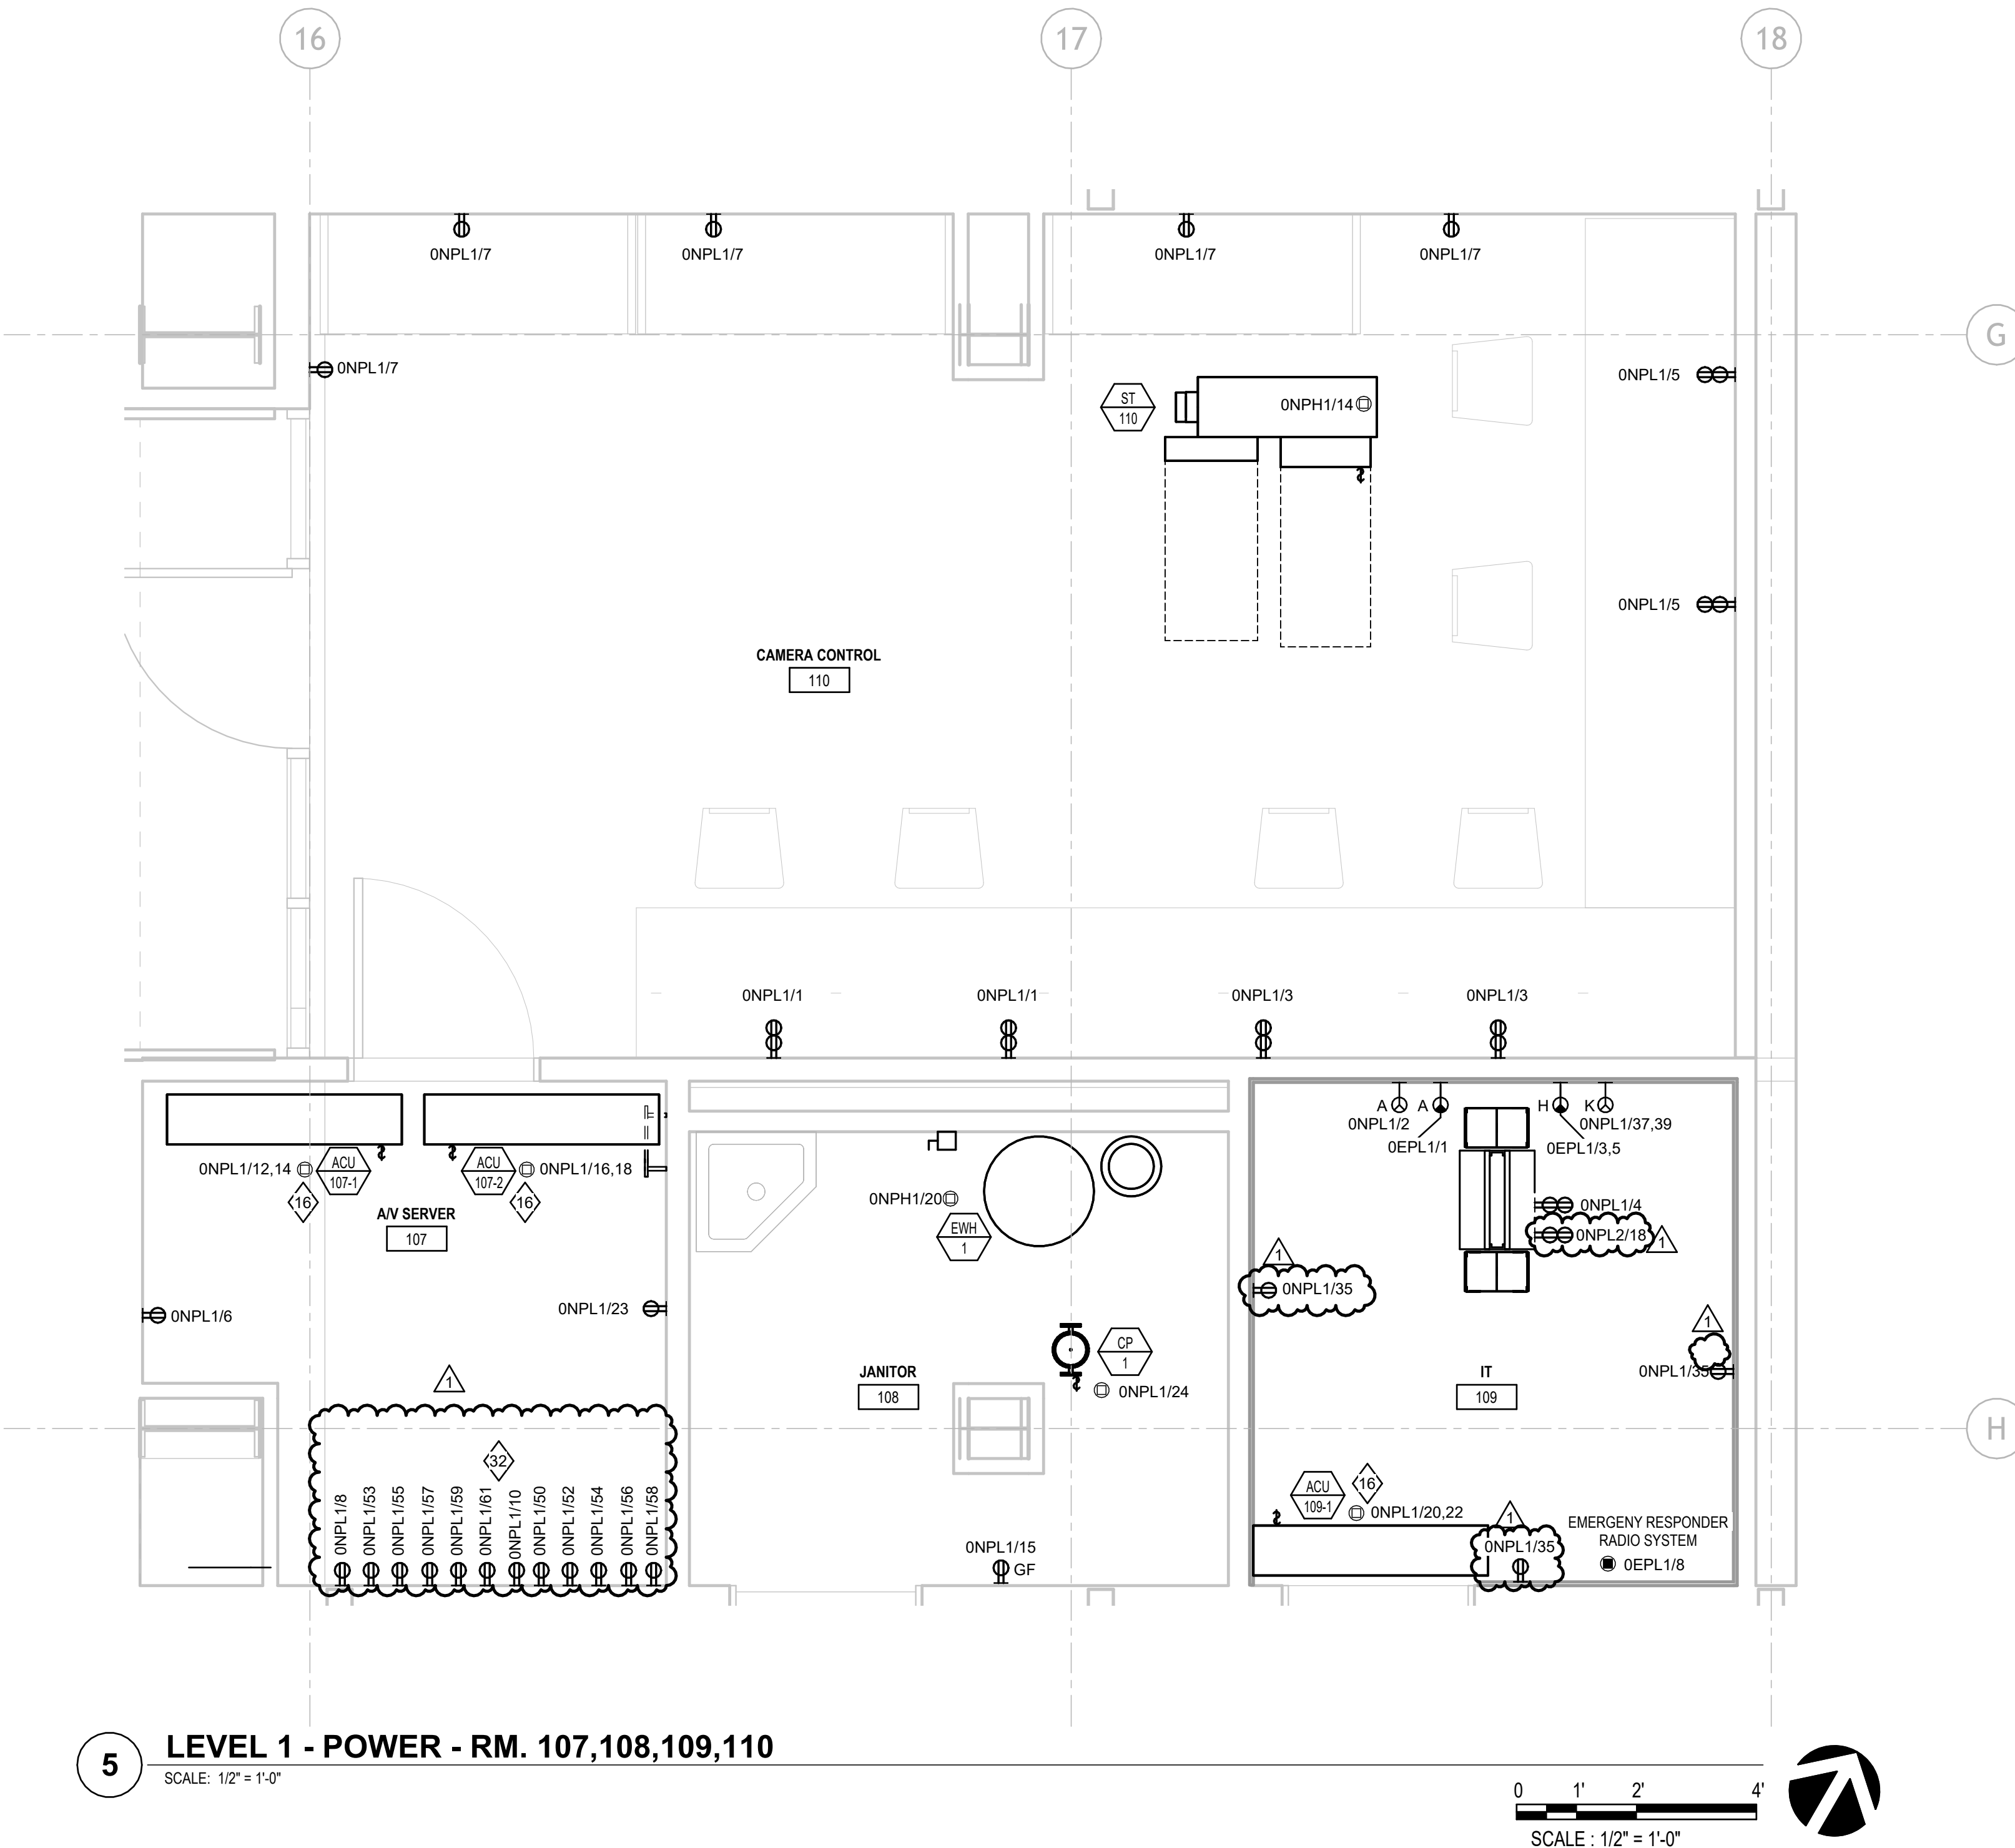 16
17
18
0NPL1/7
0NPL1/7
0NPL1/7
0NPL1/7
G
0NPL1/7
0NPL1/5
ST
110
0NPH1/14
0NPL1/5
CAMERA CONTROL
110
0NPL1/1
0NPL1/1
0NPL1/3
0NPL1/3
A
A
H
K
0NPL1/2
0NPL1/37,39
0EPL1/1
0EPL1/3,5
0NPL1/12,14
ACU
107-1
16
ACU
107-2
16
0NPL1/16,18
A/V SERVER
107
0NPH1/20
EWH
1
0NPL1/4
0NPL2/18
1
1
0NPL1/35
0NPL1/6
0NPL1/23
1
0NPL1/35
CP
1
0NPL1/24
JANITOR
108
IT
109
1
H
32
0NPL1/8
0NPL1/53
0NPL1/55
0NPL1/57
0NPL1/59
0NPL1/61
0NPL1/10
0NPL1/50
0NPL1/52
0NPL1/54
0NPL1/56
0NPL1/58
0NPL1/15
GF
ACU
109-1
16
0NPL1/20,22
1
0NPL1/35
EMERGENY RESPONDER
RADIO SYSTEM
0EPL1/8
5
LEVEL 1 - POWER - RM. 107,108,109,110
SCALE: 1/2" = 1'-0"
0 1' 2' 4'
SCALE : 1/2" = 1'-0"